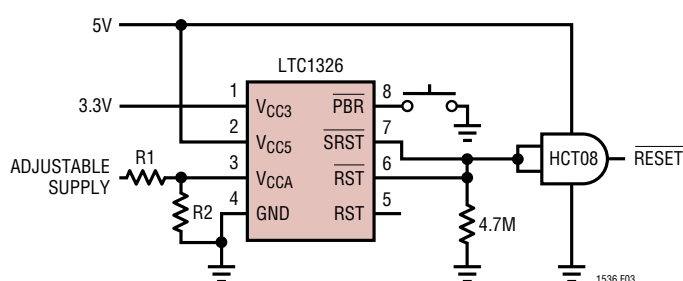 5V
LTC1326
3.3V
1
VCC3
PBR
8
2
VCC5
SRST
7
HCT08
RESET
ADJUSTABLE
SUPPLY
R1
3
VCCA
RST
6
R2
4
GND
RST
5
4.7M
1536 F03